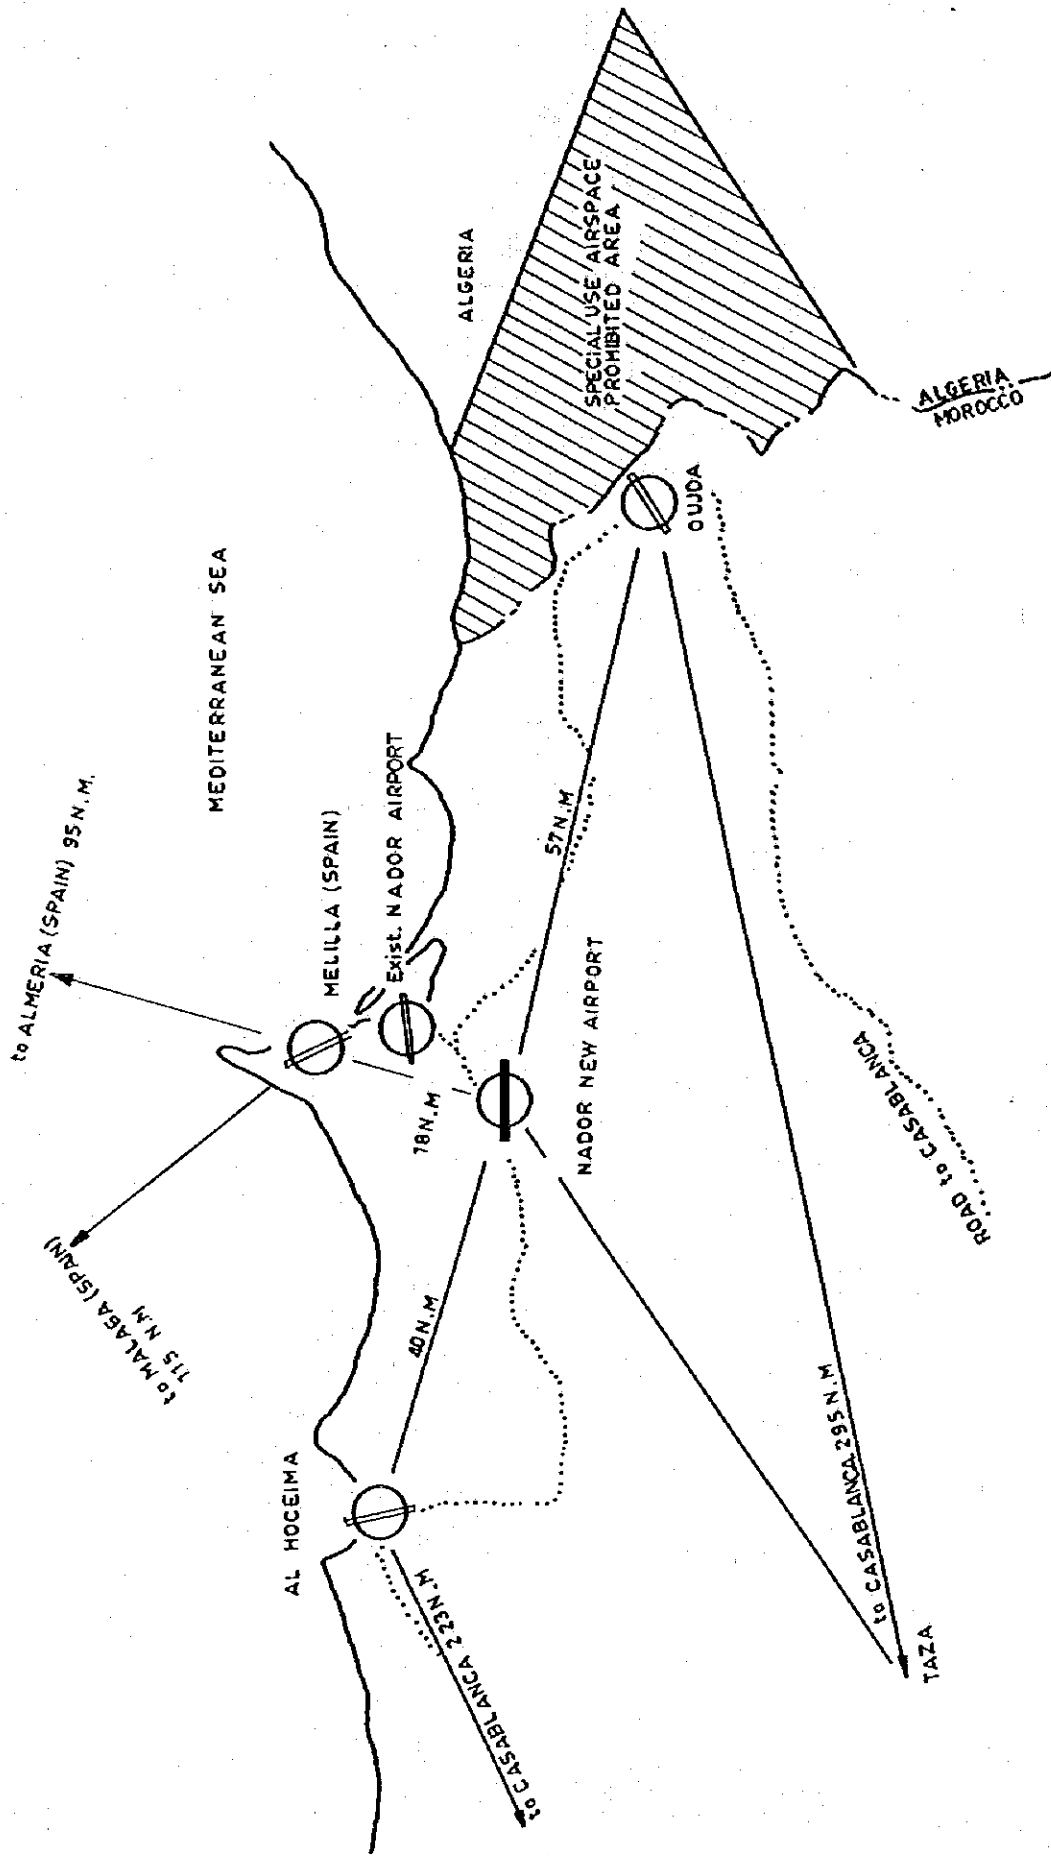 to ALMERIA (SPAIN) 95 N.M.
to MALAGA (SPAIN)
115 N.M
MEDITERRANEAN SEA
MELILLA (SPAIN)
Exist. NADOR AIRPORT
ALGERIA
SPECIAL USE AIRSPACE
PROHIBITED AREA
AL HOCEIMA
18N.M
40 N.M
57 N.M
NADOR NEW AIRPORT
OUJDA
ALGERIA
MOROCCO
to CASABLANCA 223N.M
to CASABLANCA 295 N.M
TAZA
ROAD to CASABLANCA